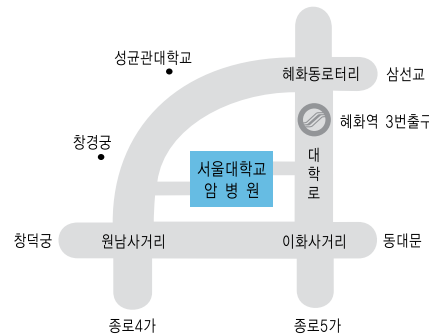 성균관대학교
혜화동로터리
삼선교
혜화역 3번출구
창경궁
대학로
서울대학교
암 병 원
창덕궁
원남사거리
이화사거리
동대문
종로4가
종로5가